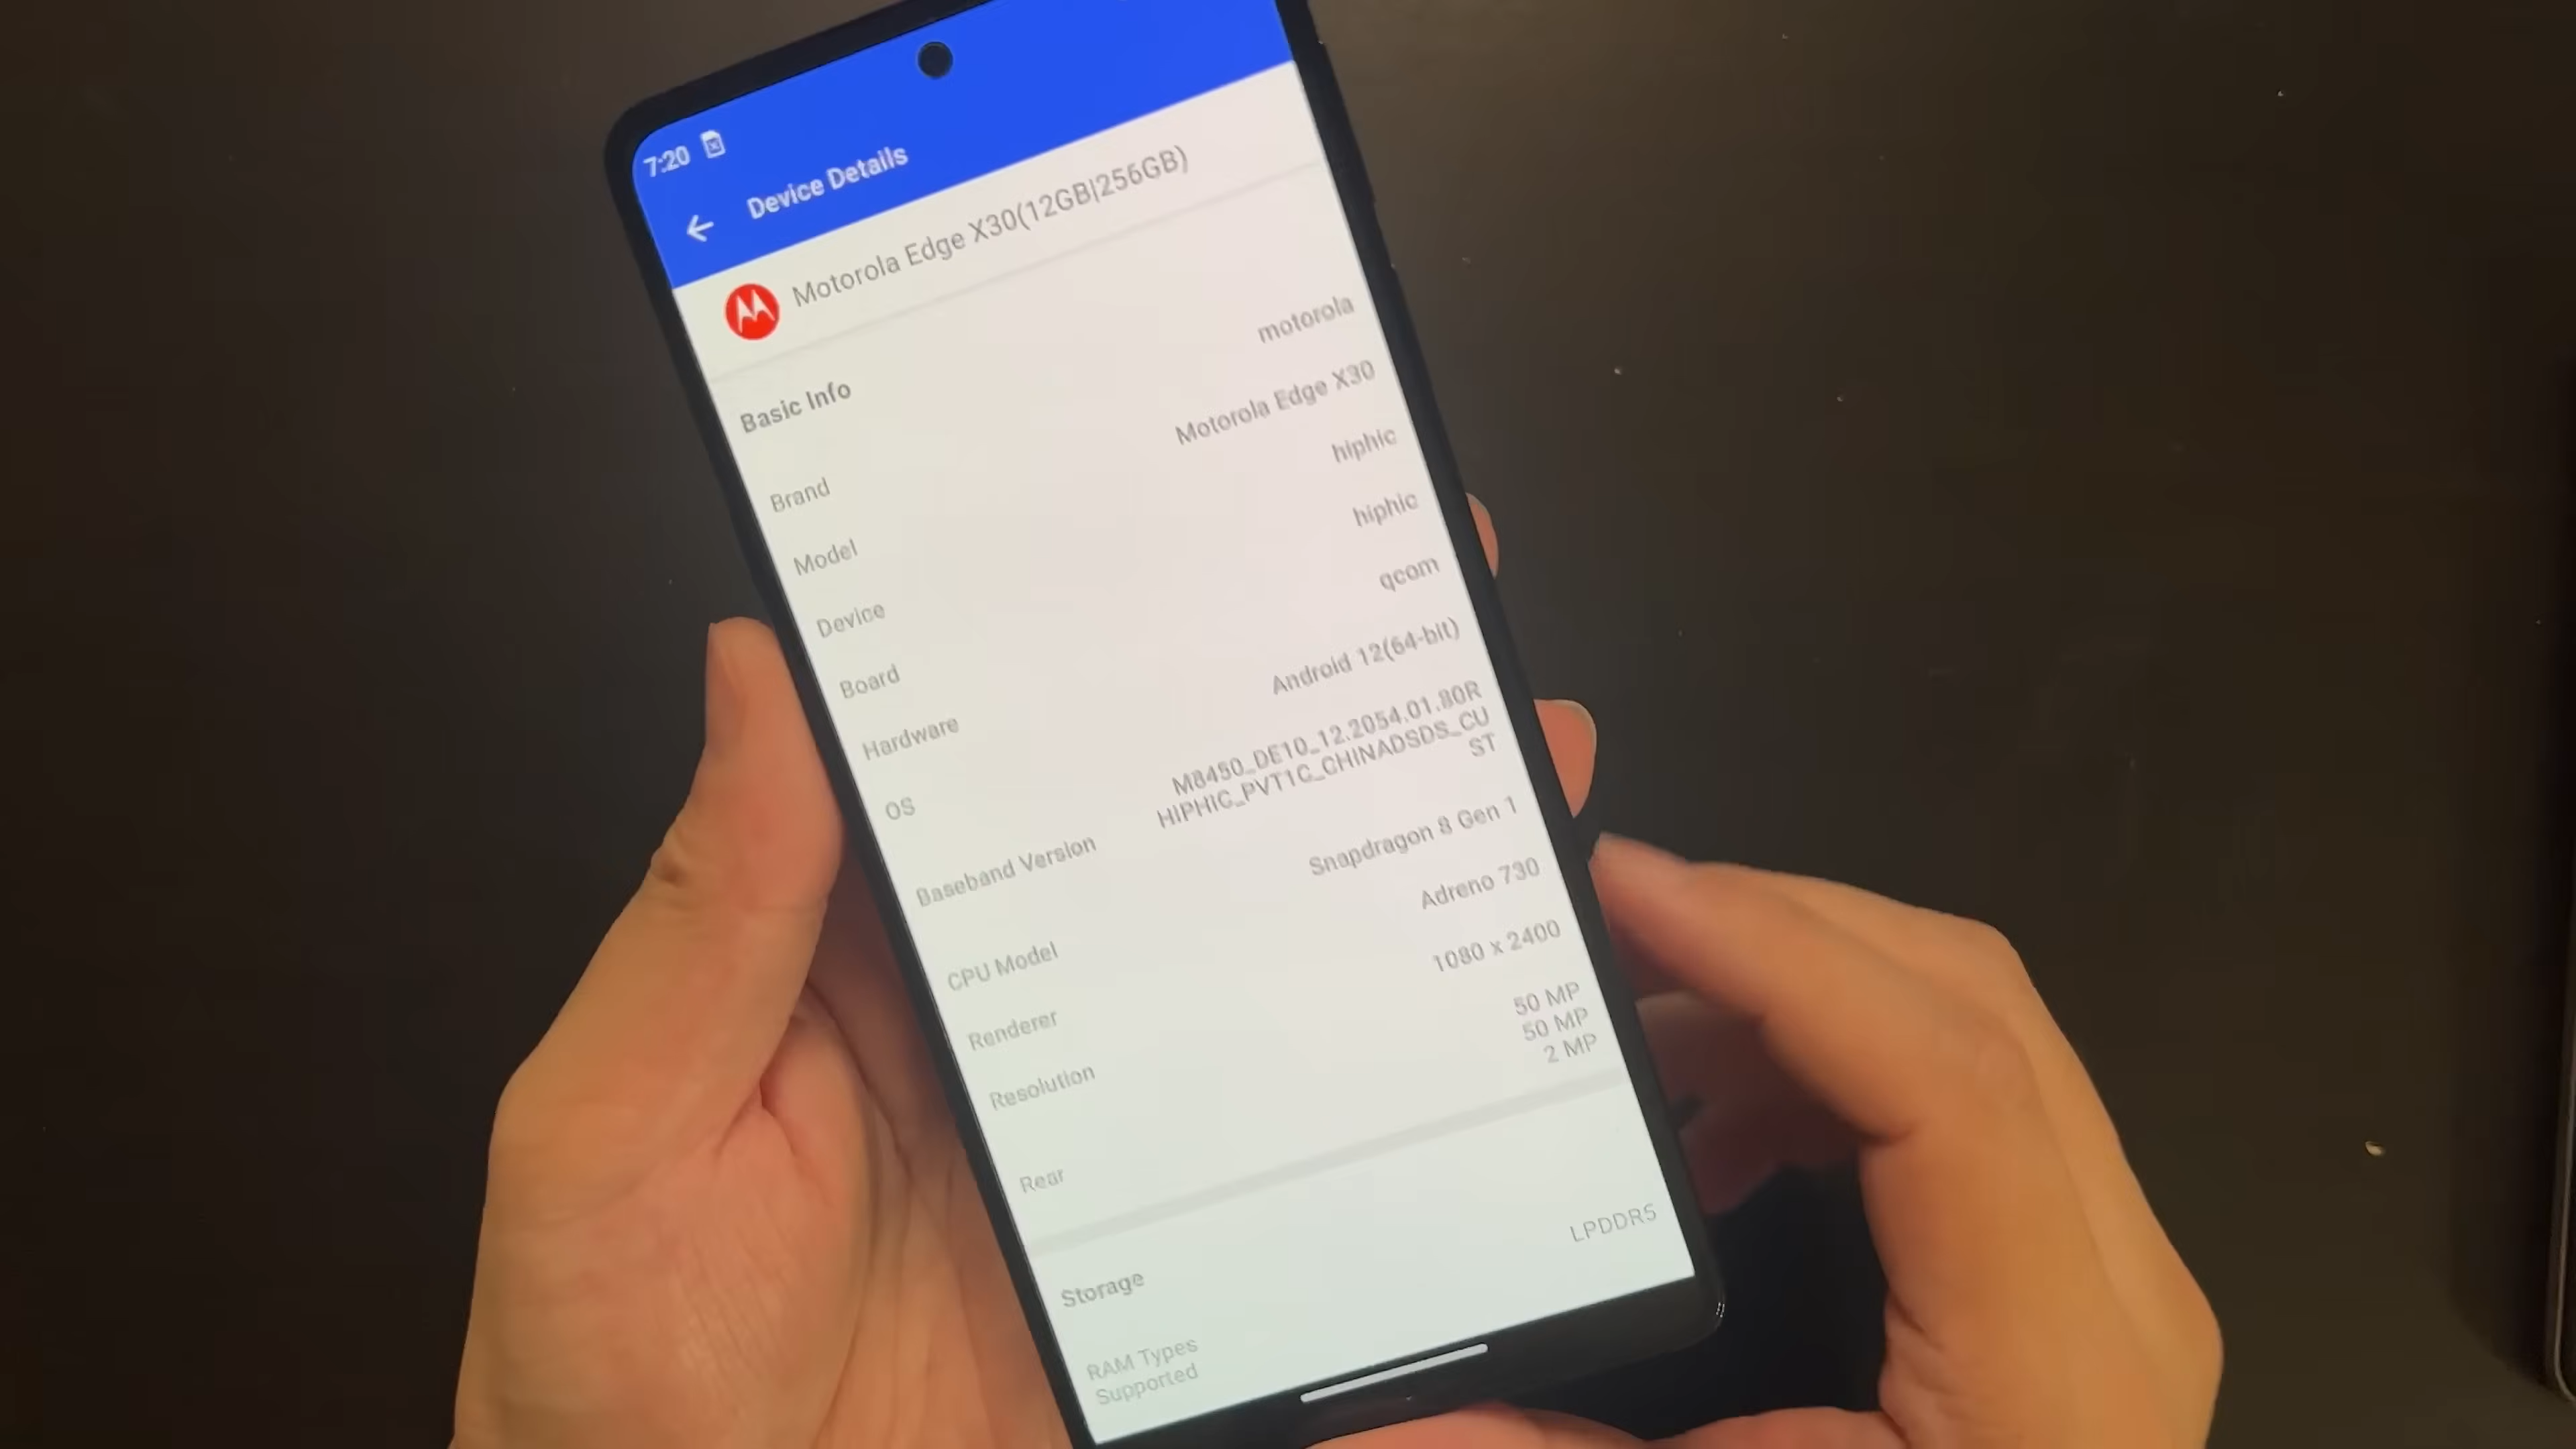 7:20
Device Details
Motorola Edge X30(12GB|256GB)
Basic Info
Brand motorola
Model Motorola Edge X30
Device hiphic
Board hiphic
Hardware qcom
OS Android 12(64-bit)
Baseband Version M8450_DE10_12.2054.01.80R
HIPHIC_PVT1C_CHINADSDS_CU
ST
CPU Model Snapdragon 8 Gen 1
Renderer Adreno 730
Resolution 1080 x 2400
Rear 50 MP
50 MP
2 MP
Storage
RAM Types
Supported LPDDR5